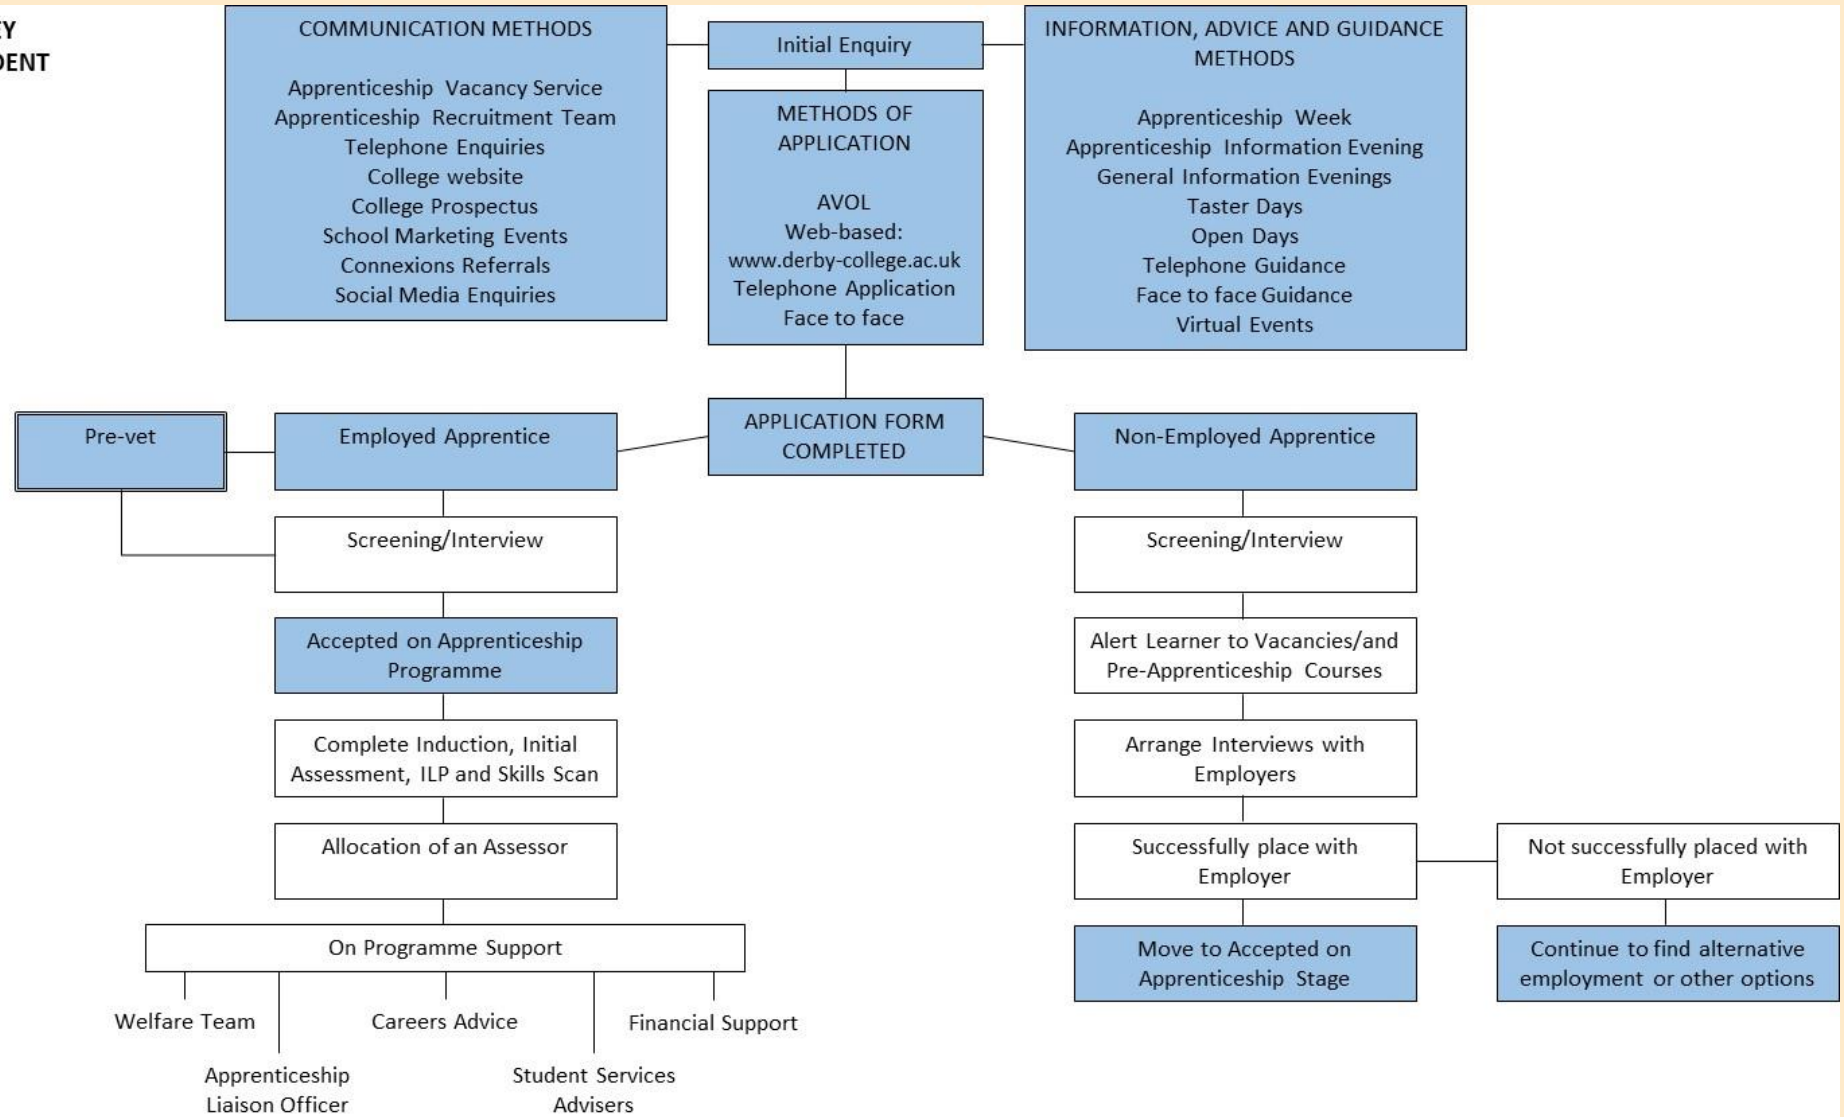 EY
DENT
COMMUNICATION METHODS
Apprenticeship Vacancy Service
Apprenticeship Recruitment Team
Telephone Enquiries
College website
College Prospectus
School Marketing Events
Connexions Referrals
Social Media Enquiries
Initial Enquiry
METHODS OF
APPLICATION
AVOL
Web-based:
www.derby-college.ac.uk
Telephone Application
Face to face
INFORMATION, ADVICE AND GUIDANCE
METHODS
Apprenticeship Week
Apprenticeship Information Evening
General Information Evenings
Taster Days
Open Days
Telephone Guidance
Face to face Guidance
Virtual Events
APPLICATION FORM
COMPLETED
Pre-vet
Employed Apprentice
Screening/Interview
Accepted on Apprenticeship
Programme
Complete Induction, Initial
Assessment, ILP and Skills Scan
Allocation of an Assessor
On Programme Support
Welfare Team
Apprenticeship
Liaison Officer
Careers Advice
Student Services
Advisers
Financial Support
Non-Employed Apprentice
Screening/Interview
Alert Learner to Vacancies/and
Pre-Apprenticeship Courses
Arrange Interviews with
Employers
Successfully place with
Employer
Move to Accepted on
Apprenticeship Stage
Not successfully placed with
Employer
Continue to find alternative
employment or other options